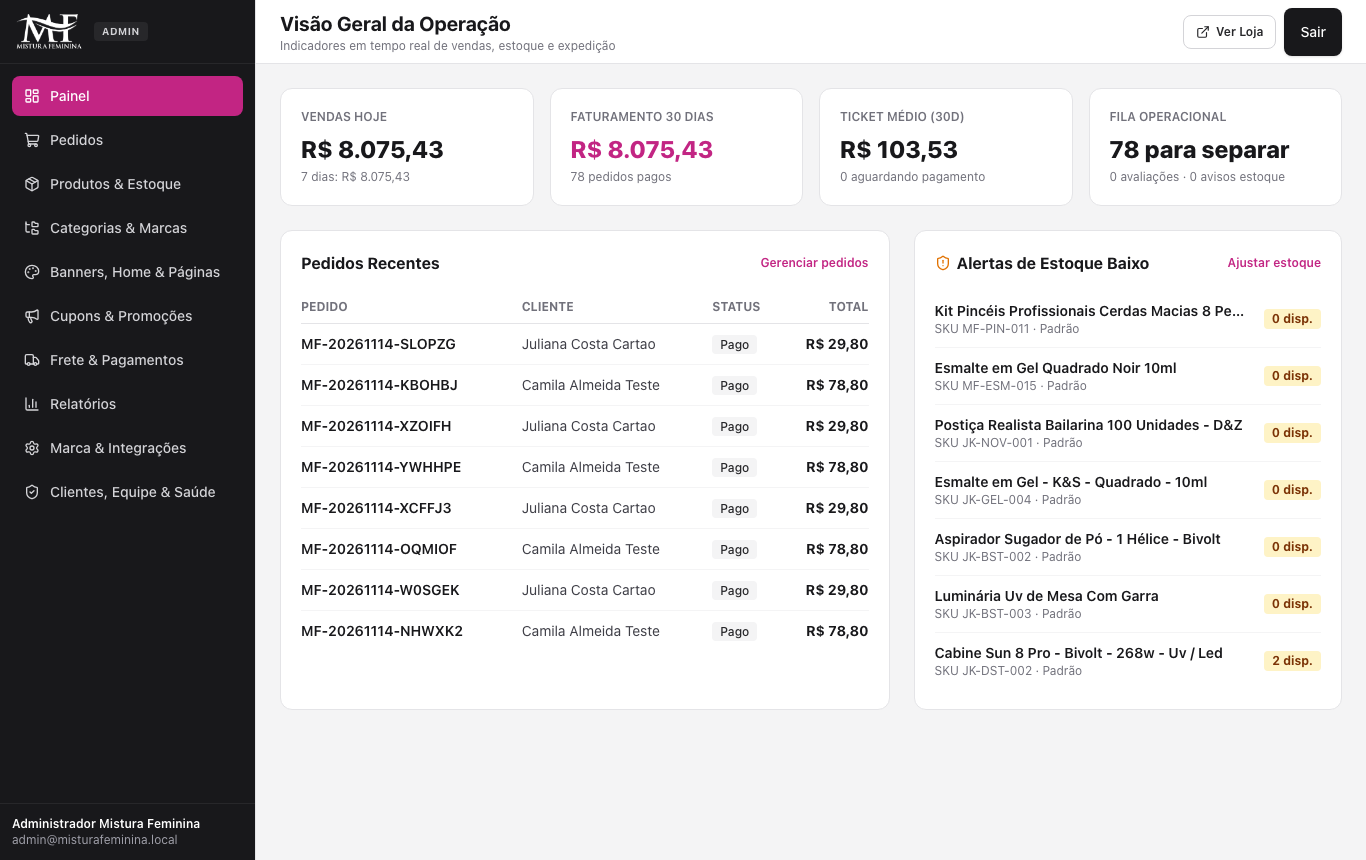 MF
MISTURA FEMININA
ADMIN
Painel
Pedidos
Produtos & Estoque
Categorias & Marcas
Banners, Home & Páginas
Cupons & Promoções
Frete & Pagamentos
Relatórios
Marca & Integrações
Clientes, Equipe & Saúde
Administrador Mistura Feminina
admin@misturafeminina.local
Visão Geral da Operação
Indicadores em tempo real de vendas, estoque e expedição
Ver Loja
Sair
VENDAS HOJE
R$ 8.075,43
7 dias: R$ 8.075,43
FATURAMENTO 30 DIAS
R$ 8.075,43
78 pedidos pagos
TICKET MÉDIO (30D)
R$ 103,53
0 aguardando pagamento
FILA OPERACIONAL
78 para separar
0 avaliações · 0 avisos estoque
Pedidos Recentes
Gerenciar pedidos
PEDIDO CLIENTE STATUS TOTAL
MF-20261114-SLOPZG Juliana Costa Cartao Pago R$ 29,80
MF-20261114-KBOHBJ Camila Almeida Teste Pago R$ 78,80
MF-20261114-XZOIFH Juliana Costa Cartao Pago R$ 29,80
MF-20261114-YWHHPE Camila Almeida Teste Pago R$ 78,80
MF-20261114-XCFFJ3 Juliana Costa Cartao Pago R$ 29,80
MF-20261114-OQMIOF Camila Almeida Teste Pago R$ 78,80
MF-20261114-W0SGEK Juliana Costa Cartao Pago R$ 29,80
MF-20261114-NHWXK2 Camila Almeida Teste Pago R$ 78,80
Alertas de Estoque Baixo
Ajustar estoque
Kit Pincéis Profissionais Cerdas Macias 8 Pe... 0 disp.
SKU MF-PIN-011 · Padrão
Esmalte em Gel Quadrado Noir 10ml 0 disp.
SKU MF-ESM-015 · Padrão
Postiça Realista Bailarina 100 Unidades - D&Z 0 disp.
SKU JK-NOV-001 · Padrão
Esmalte em Gel - K&S - Quadrado - 10ml 0 disp.
SKU JK-GEL-004 · Padrão
Aspirador Sugador de Pó - 1 Hélice - Bivolt 0 disp.
SKU JK-BST-002 · Padrão
Luminária Uv de Mesa Com Garra 0 disp.
SKU JK-BST-003 · Padrão
Cabine Sun 8 Pro - Bivolt - 268w - Uv / Led 2 disp.
SKU JK-DST-002 · Padrão